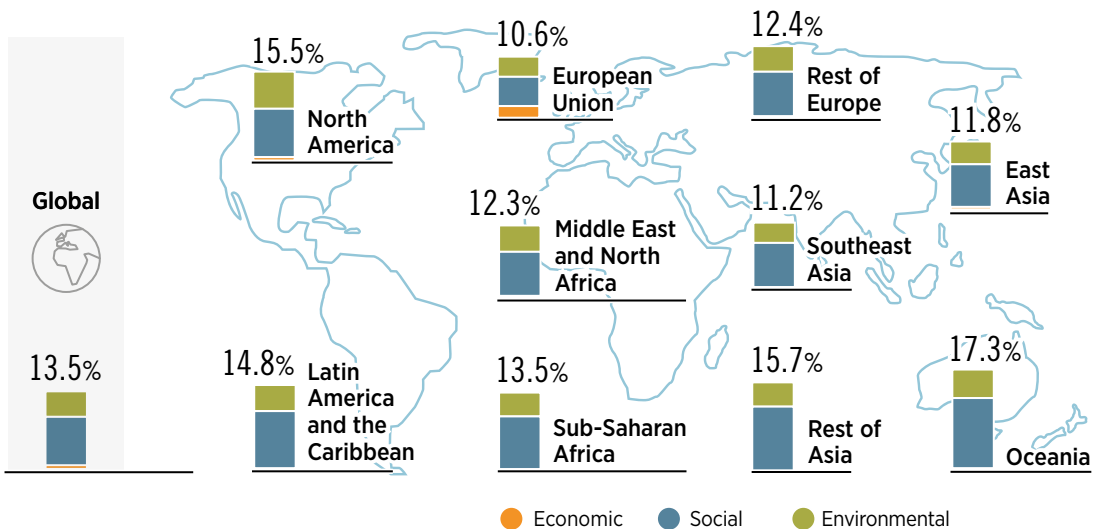 Global
13.5%
15.5%
North
America
10.6%
European
Union
12.4%
Rest of
Europe
11.8%
East
Asia
12.3%
Middle East
and North
Africa
11.2%
Southeast
Asia
14.8%
Latin
America
and the
Caribbean
13.5%
Sub-Saharan
Africa
15.7%
Rest of
Asia
17.3%
Oceania
Economic
Social
Environmental